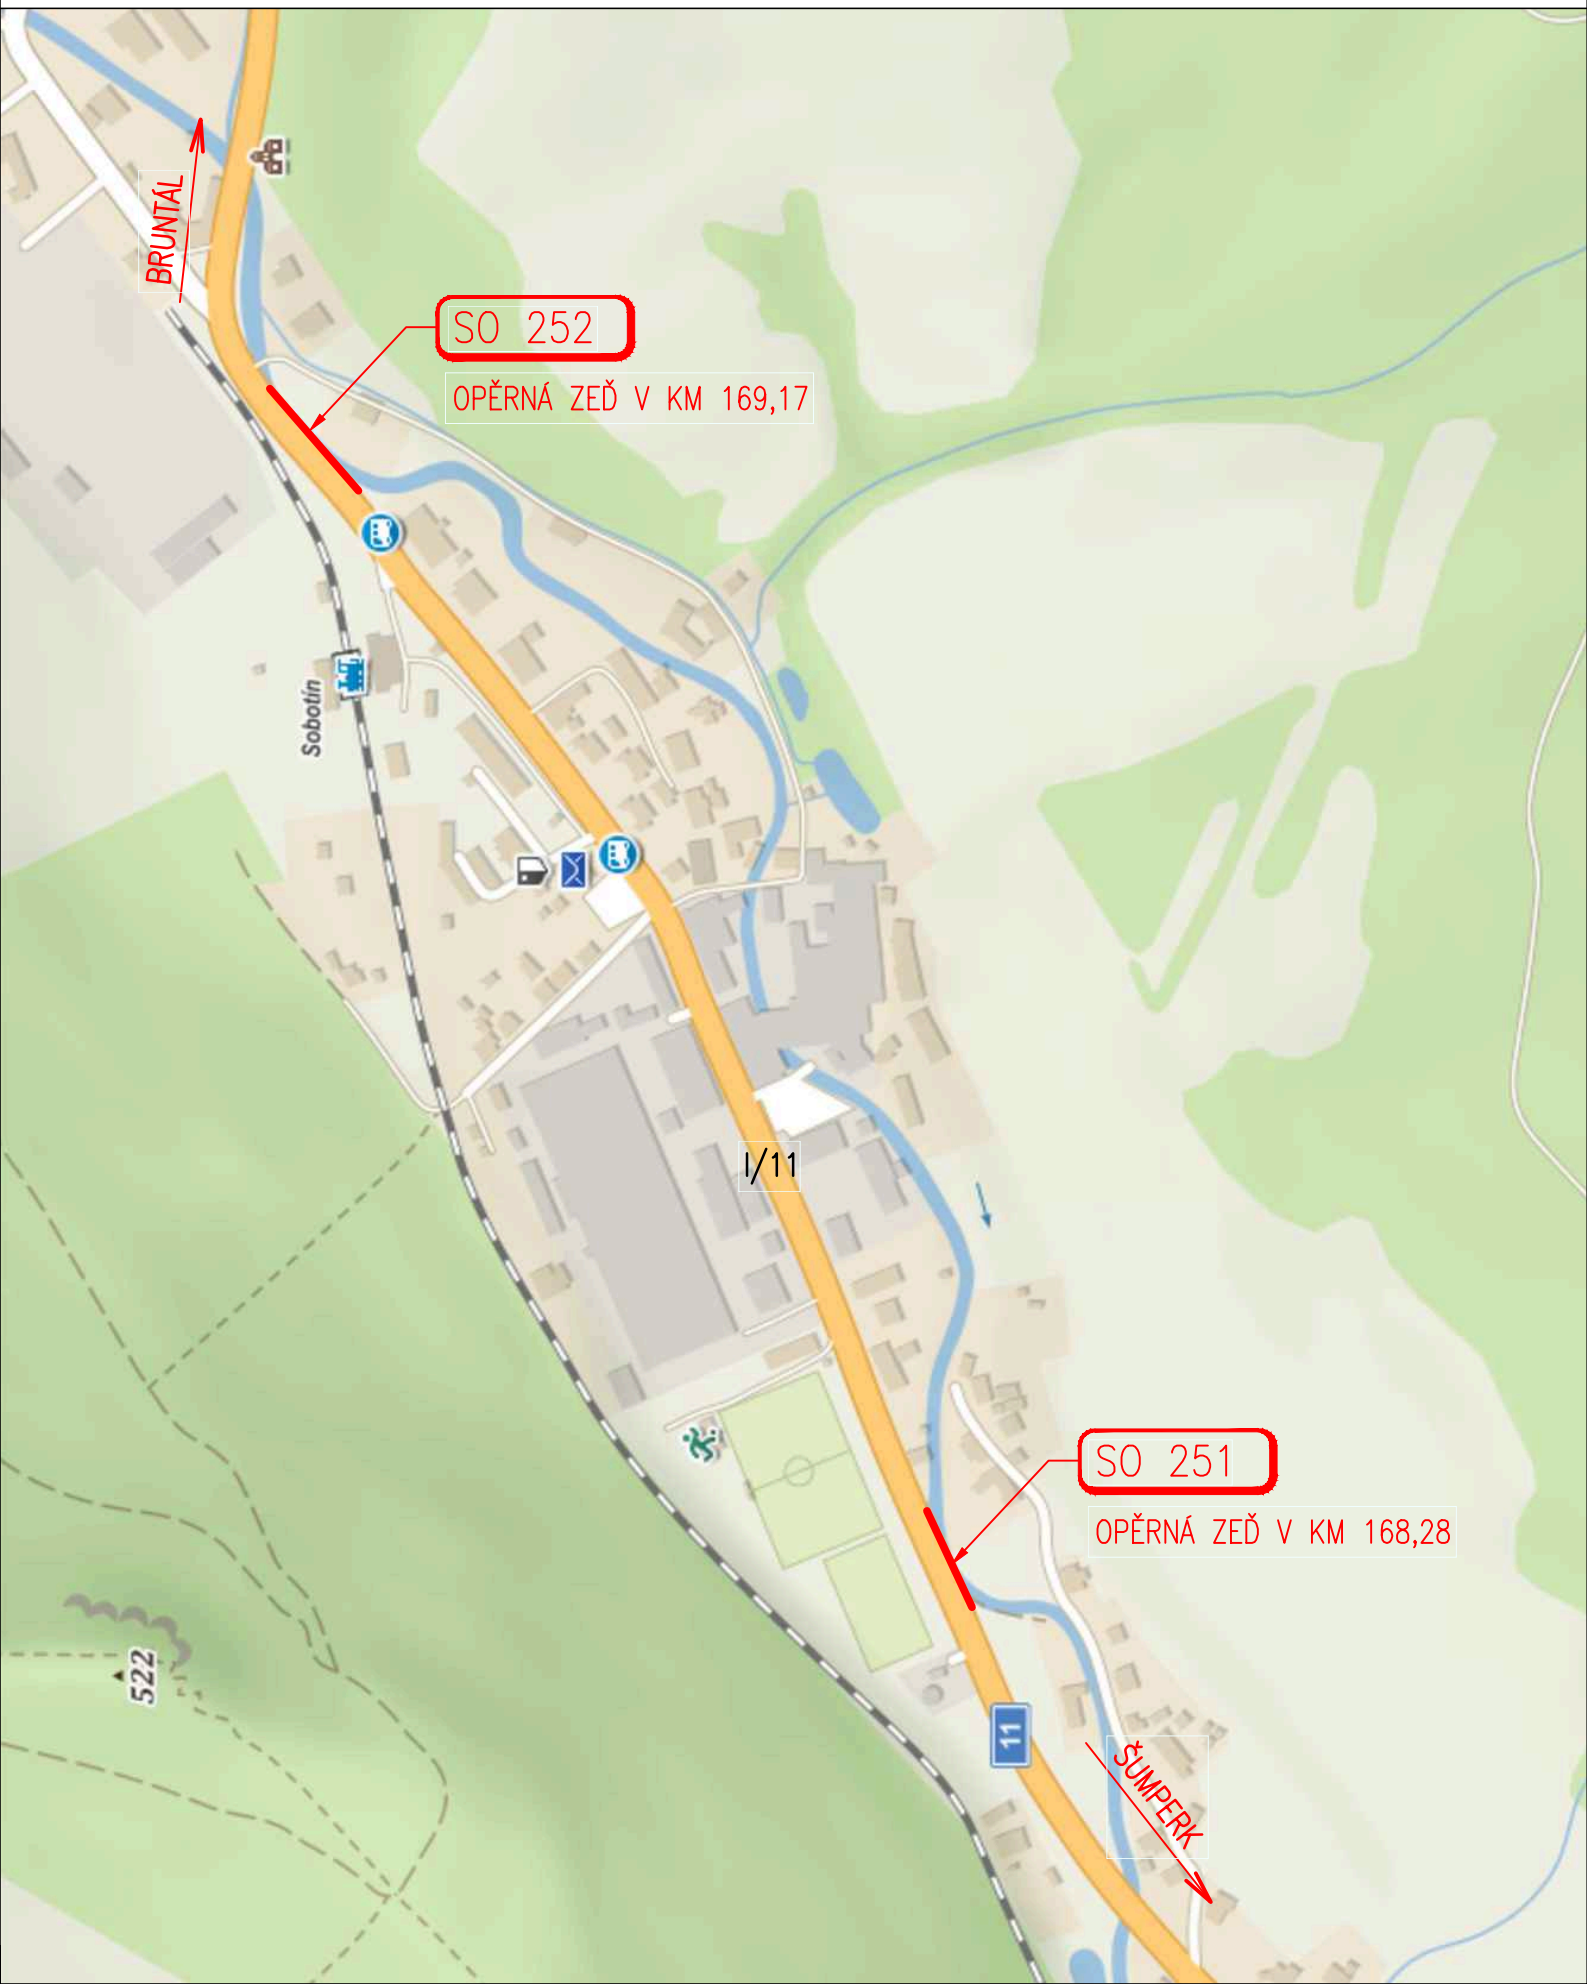 BRUNTÁL
SO 252
OPĚRNÁ ZEĎ V KM 169,17
Sobotín
I/11
SO 251
OPĚRNÁ ZEĎ V KM 168,28
522
11
ŠUMPERK